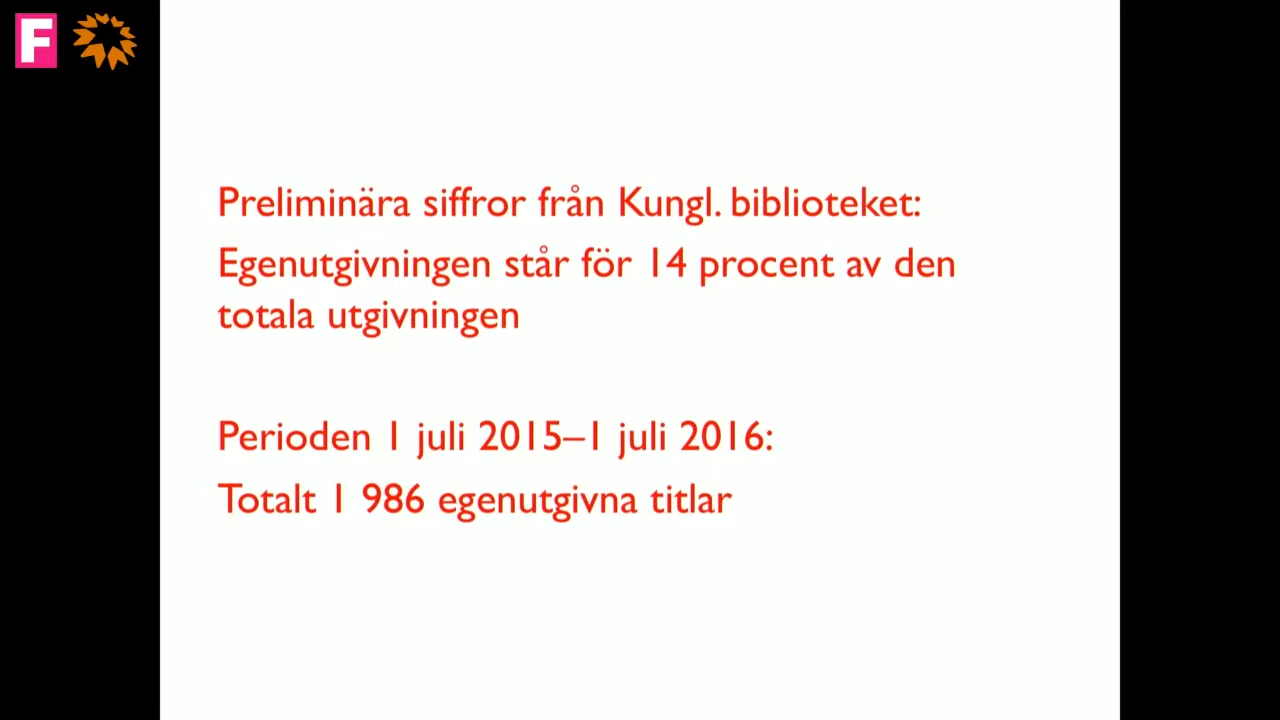 F
Preliminära siffror från Kungl. biblioteket:
Egenutgivningen står för 14 procent av den
totala utgivningen
Perioden 1 juli 2015–1 juli 2016:
Totalt 1 986 egenutgivna titlar